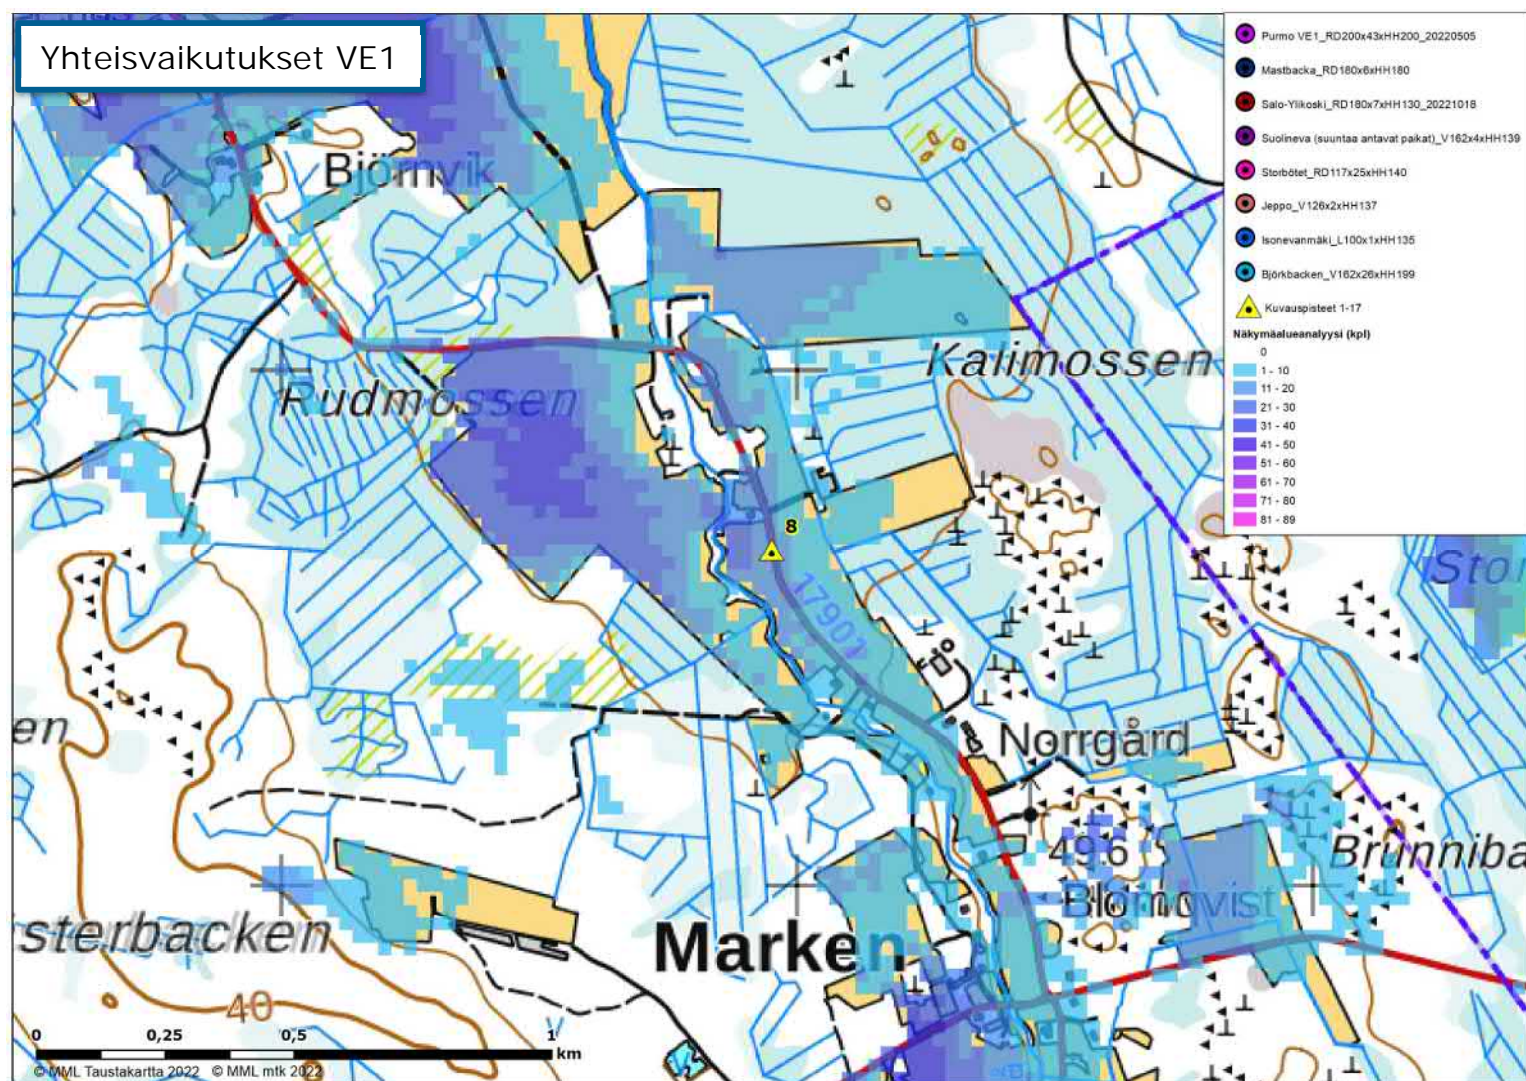 Yhteisvaikutukset VE1
Purmo VE1_RD200x43xHH200_20220505
Mastbacka_RD180x6xHH180
Salo-Ylikoski_RD180x7xHH130_20221018
Suolineva (suuntaa antavat paikat)_V162x4xHH139
Storbötet_RD117x25xHH140
Jeppo_V126x2xHH137
Isonevanmäki_L100x1xHH135
Björkbacken_V162x26xHH199
Kuvauspisteet 1-17
Näkymäalueanalyysi (kpl)
0
1 - 10
11 - 20
21 - 30
31 - 40
41 - 50
51 - 60
61 - 70
71 - 80
81 - 89
Björnvik
Rudmossen
Kalimossen
8
17901
Stor
en
Norrgård
49.6
Brunniba
Blomqvist
sterbacken
Marken
40
0 0,25 0,5 1
km
© MML Taustakartta 2022 © MML mtk 2022